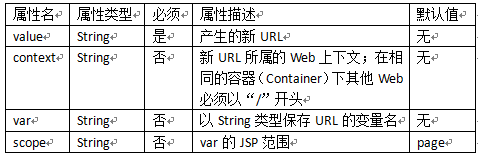 属性名 属性类型 必须 属性描述 默认值
value String 是 产生的新 URL 无
context String 否 新 URL 所属的 Web 上下文；在相 无
同的容器（Container）下其他 Web
必须以“/”开头
var String 否 以 String 类型保存 URL 的变量名 无
scope String 否 var 的 JSP 范围 page